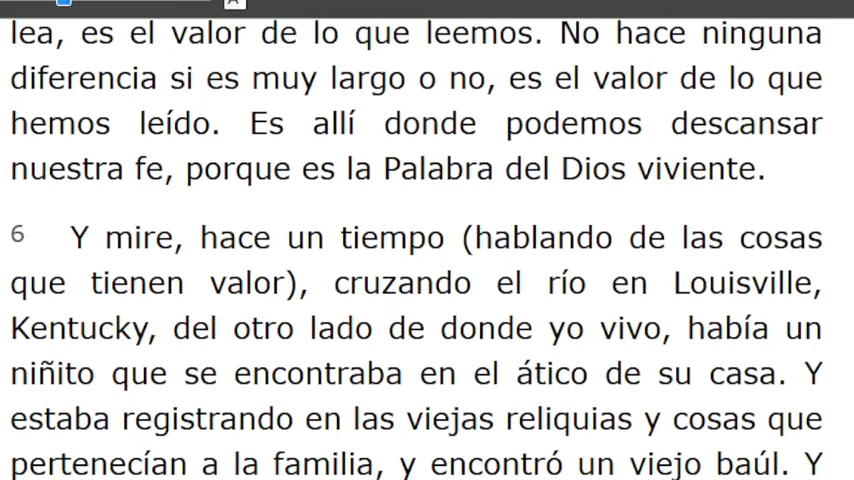 lea, es el valor de lo que leemos. No hace ninguna
diferencia si es muy largo o no, es el valor de lo que
hemos leído. Es allí donde podemos descansar
nuestra fe, porque es la Palabra del Dios viviente.
6 Y mire, hace un tiempo (hablando de las cosas
que tienen valor), cruzando el río en Louisville,
Kentucky, del otro lado de donde yo vivo, había un
niñito que se encontraba en el ático de su casa. Y
estaba registrando en las viejas reliquias y cosas que
pertenecían a la familia, y encontró un viejo baúl. Y